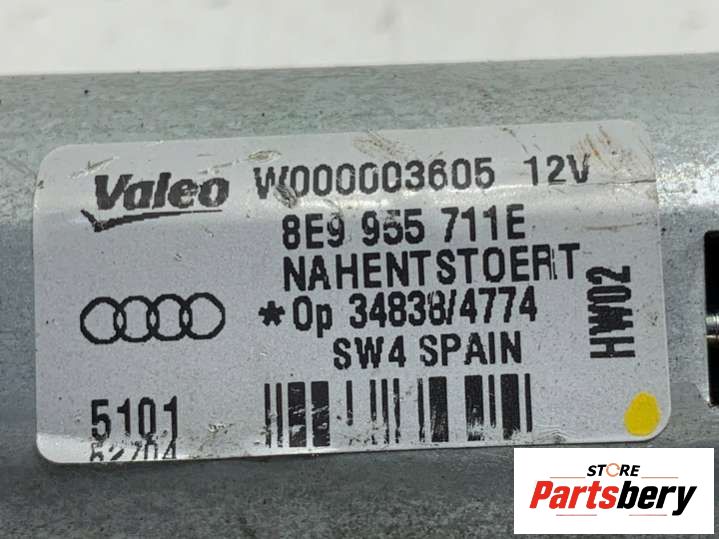 Valeo W000003605 12V
8E9 955 711E
NAHENTSTOERT
*Op 34838/4774
SW4 SPAIN
HW02
5101
STORE
Partsbery